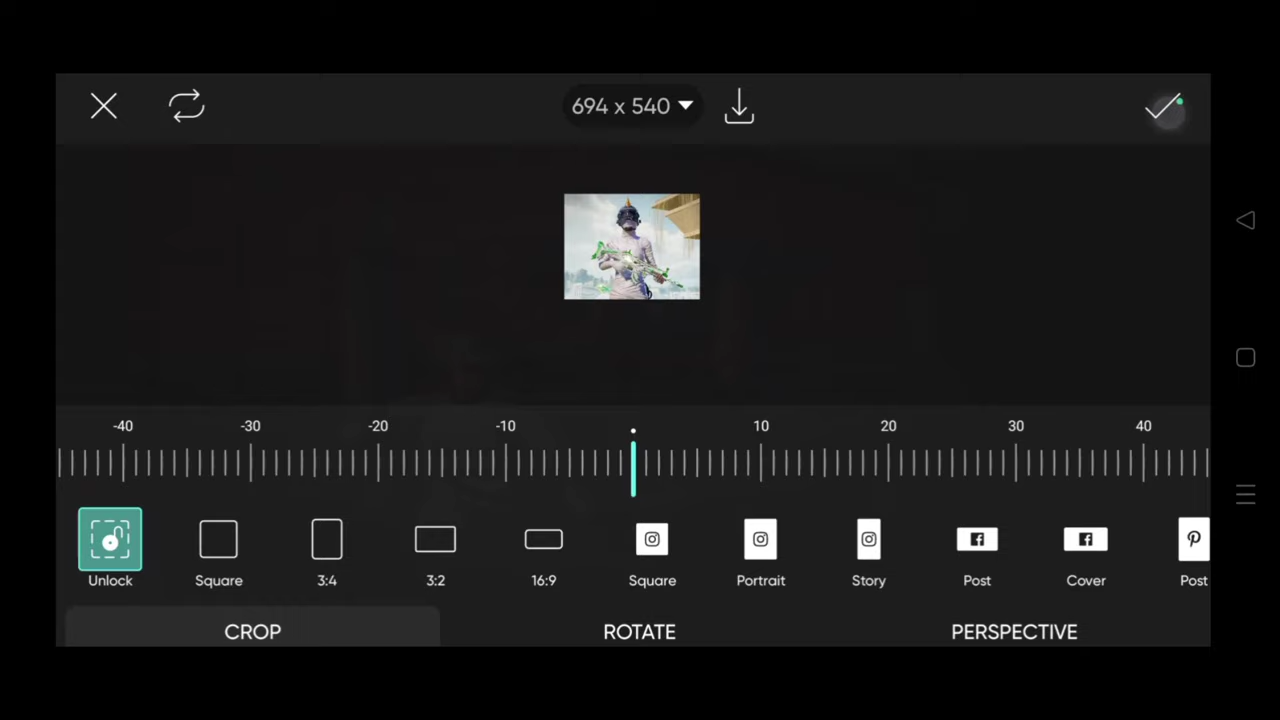 694 x 540
-40 -30 -20 -10 10 20 30 40
Unlock Square 3:4 3:2 16:9 Square Portrait Story Post Cover Post
CROP ROTATE PERSPECTIVE